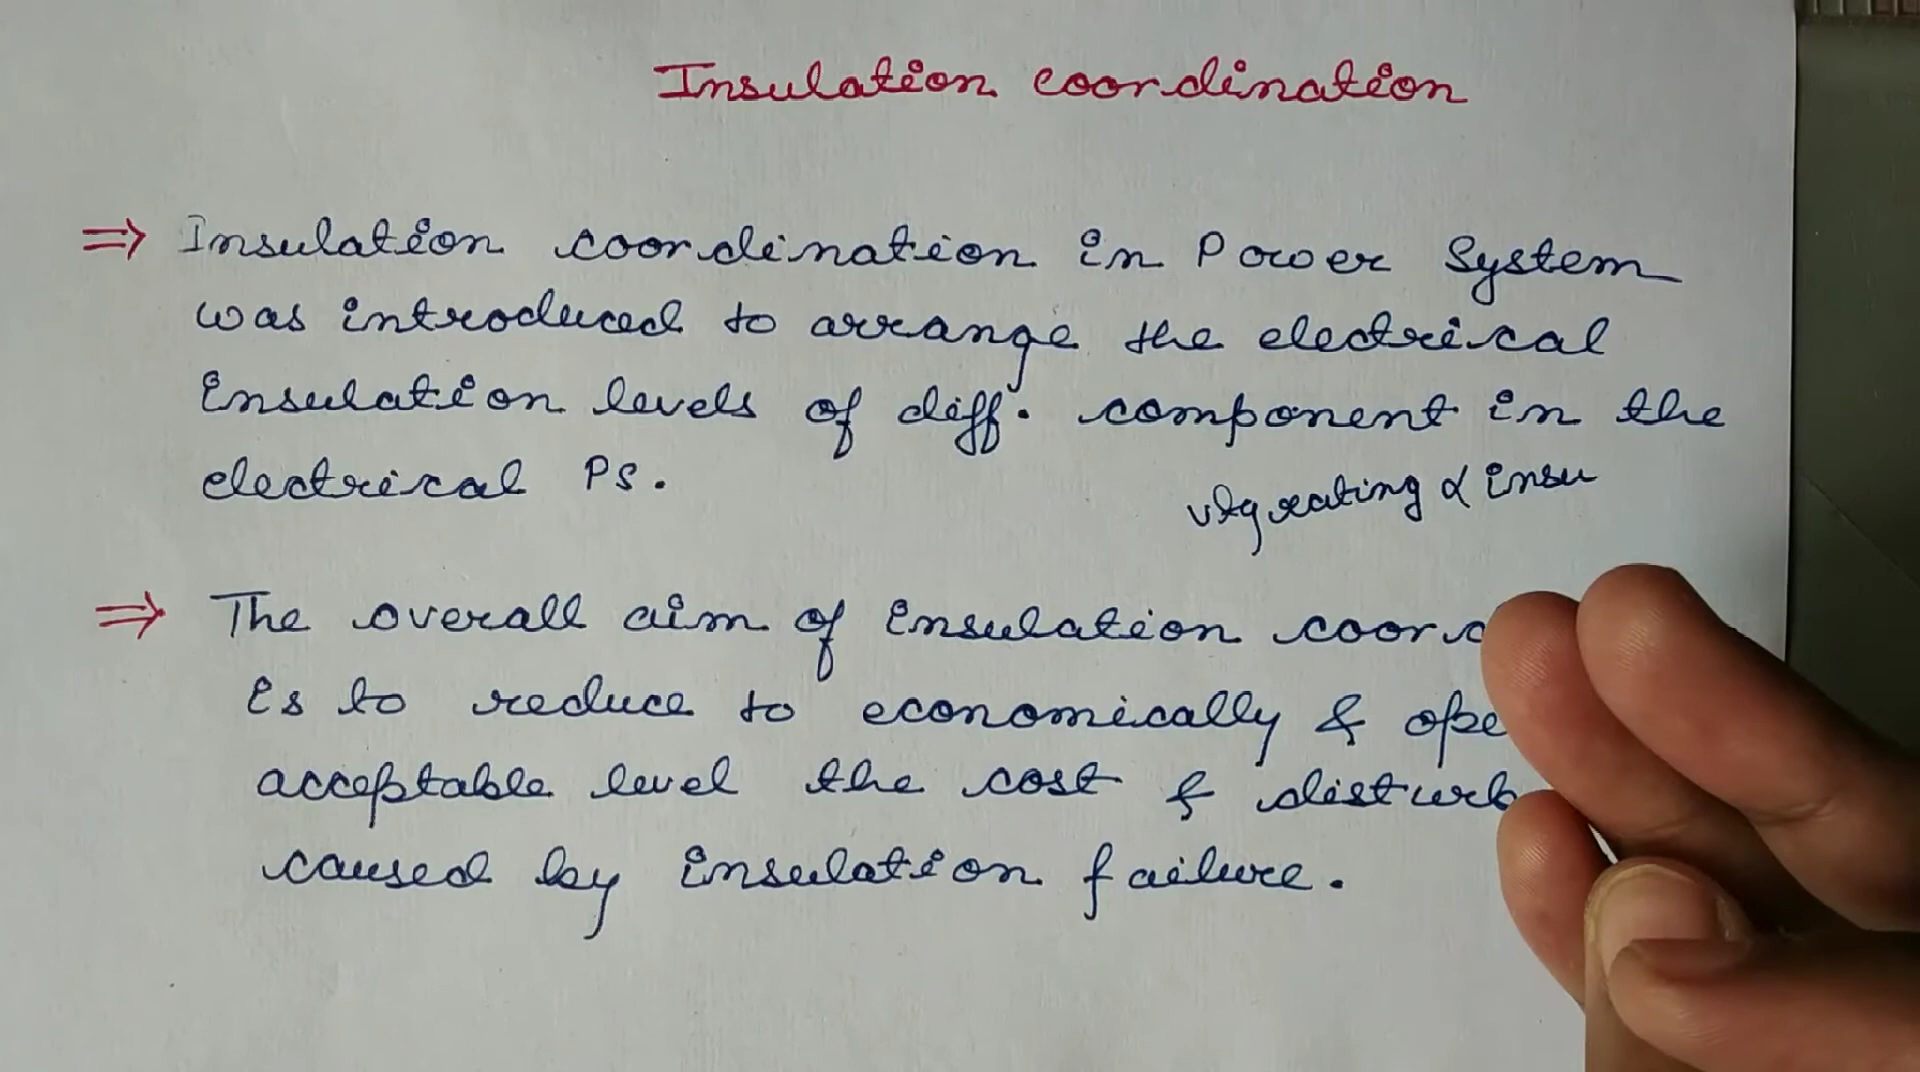 Insulation coordination
⇒ Insulation coordination in Power System
was introduced to arrange the electrical
insulation levels of diff. component in the
electrical PS.
vtg rating ∝ insu
⇒ The overall aim of insulation coord
is to reduce to economically & ope
acceptable level the cost & disturb
caused by insulation failure.